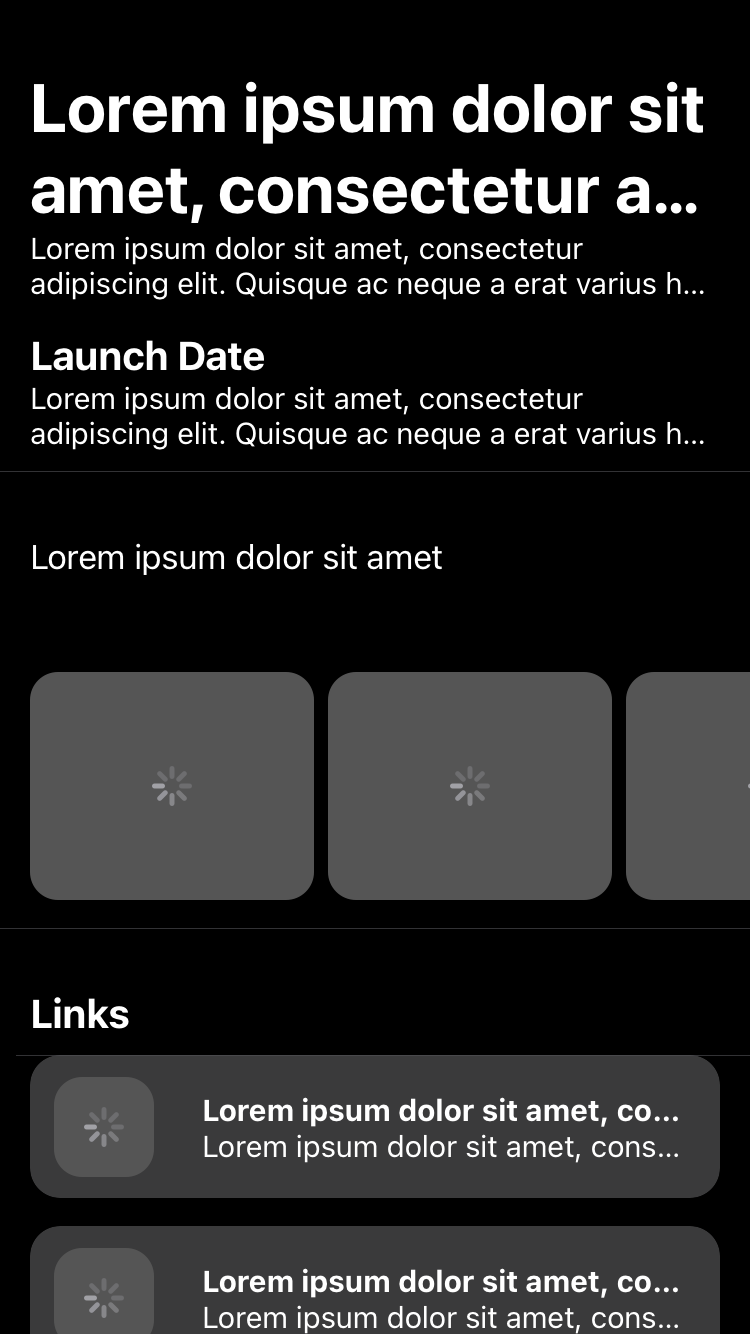 Lorem ipsum dolor sit
amet, consectetur a...
Lorem ipsum dolor sit amet, consectetur
adipiscing elit. Quisque ac neque a erat varius h...
Launch Date
Lorem ipsum dolor sit amet, consectetur
adipiscing elit. Quisque ac neque a erat varius h...
Lorem ipsum dolor sit amet
Links
Lorem ipsum dolor sit amet, co...
Lorem ipsum dolor sit amet, cons...
Lorem ipsum dolor sit amet, co...
Lorem ipsum dolor sit amet, cons...